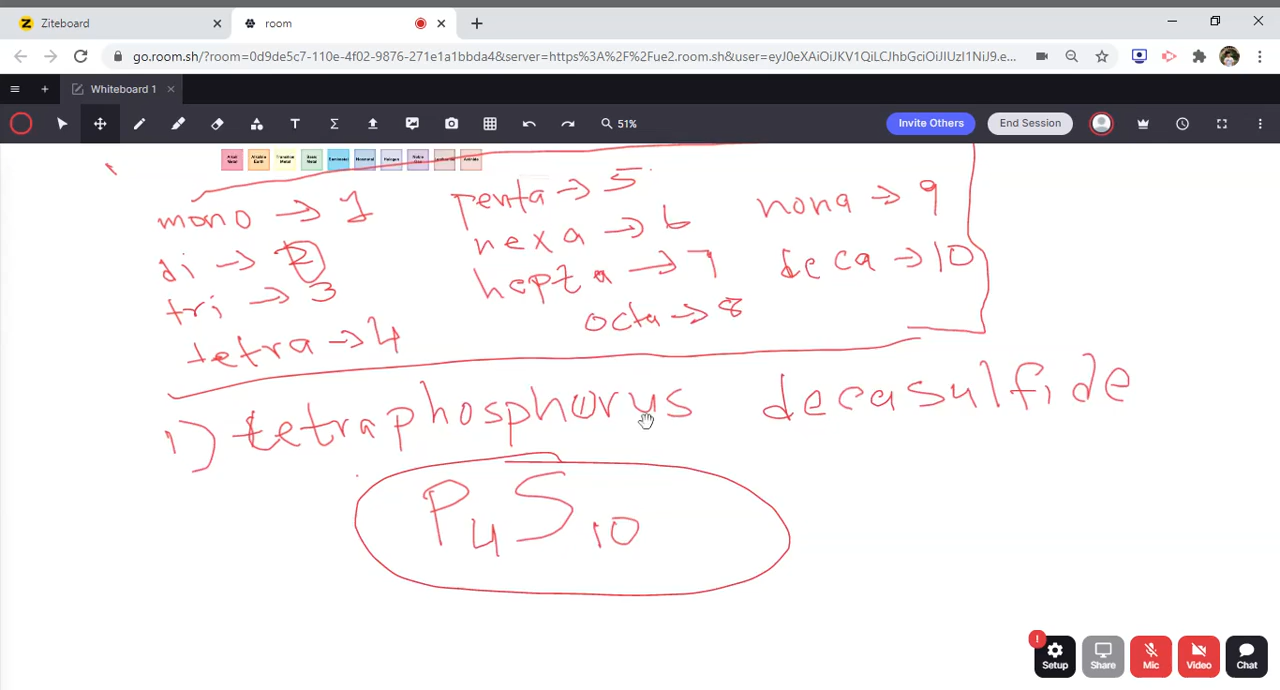 Ziteboard
room
go.room.sh/?room=0d9de5c7-110e-4f02-9876-271e1a1bbda4&server=https%3A%2F%2Fue2.room.sh&user=eyJ0eXAiOiJKV1QiLCJhbGciOiJIUzI1NiJ9.e...
Whiteboard 1
51%
Invite Others
End Session
mono → 1
di → 2
tri → 3
tetra → 4
penta → 5
hexa → 6
hepta → 7
octa → 8
nona → 9
deca → 10
1) tetraphosphorus decasulfide
P4S10
!
Setup
Share
Mic
Video
Chat